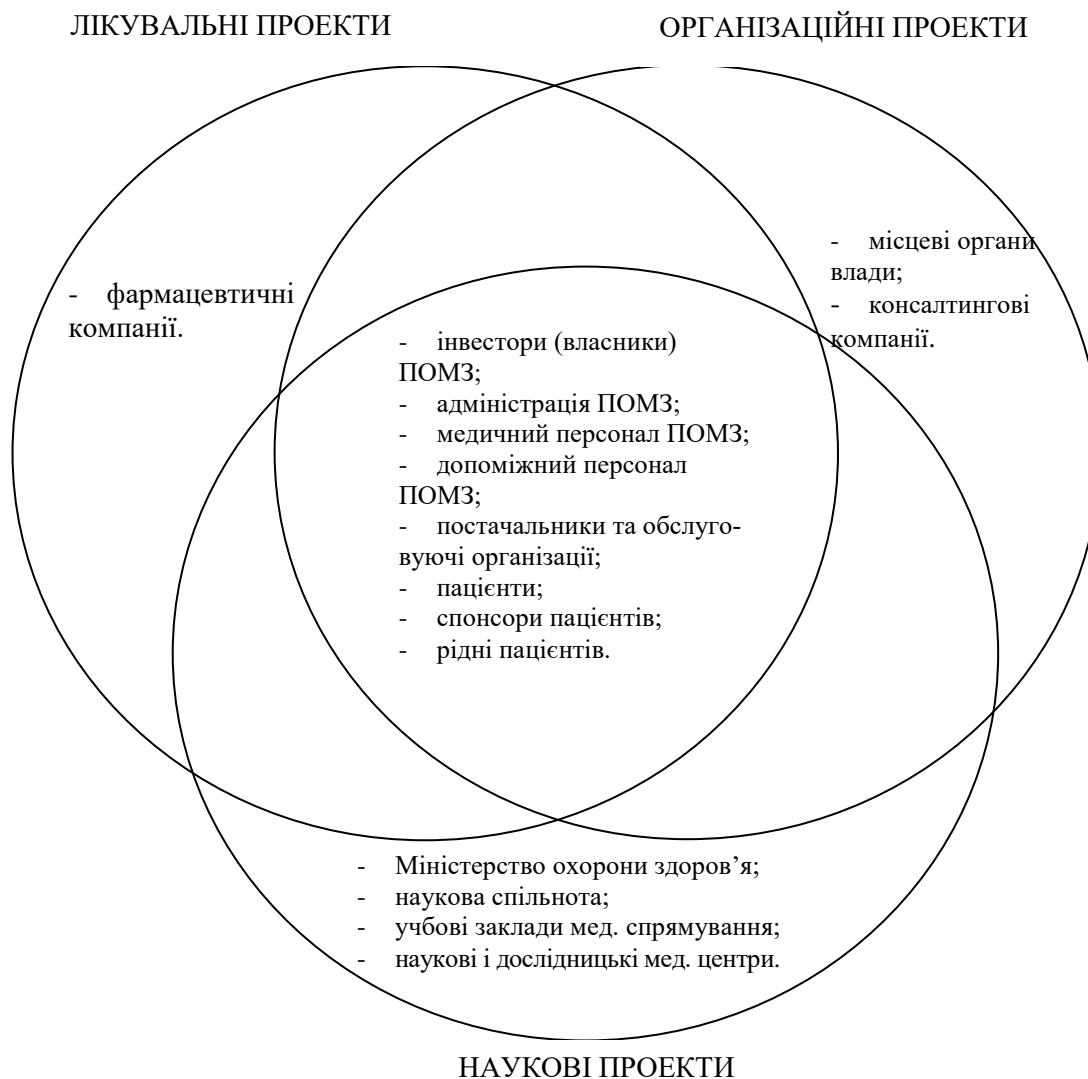 ЛІКУВАЛЬНІ ПРОЕКТИ
ОРГАНІЗАЦІЙНІ ПРОЕКТИ
- фармацевтичні
компанії.
- місцеві органи
влади;
- консалтингові
компанії.
- інвестори (власники)
ПОМЗ;
- адміністрація ПОМЗ;
- медичний персонал ПОМЗ;
- допоміжний персонал
ПОМЗ;
- постачальники та обслуго-
вуючі організації;
- пацієнти;
- спонсори пацієнтів;
- рідні пацієнтів.
- Міністерство охорони здоров’я;
- наукова спільнота;
- учбові заклади мед. спрямування;
- наукові і дослідницькі мед. центри.
НАУКОВІ ПРОЕКТИ